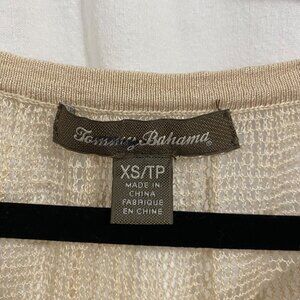 Tommy Bahama
XS/TP
MADE IN
CHINA
FABRIQUÉ
EN CHINE